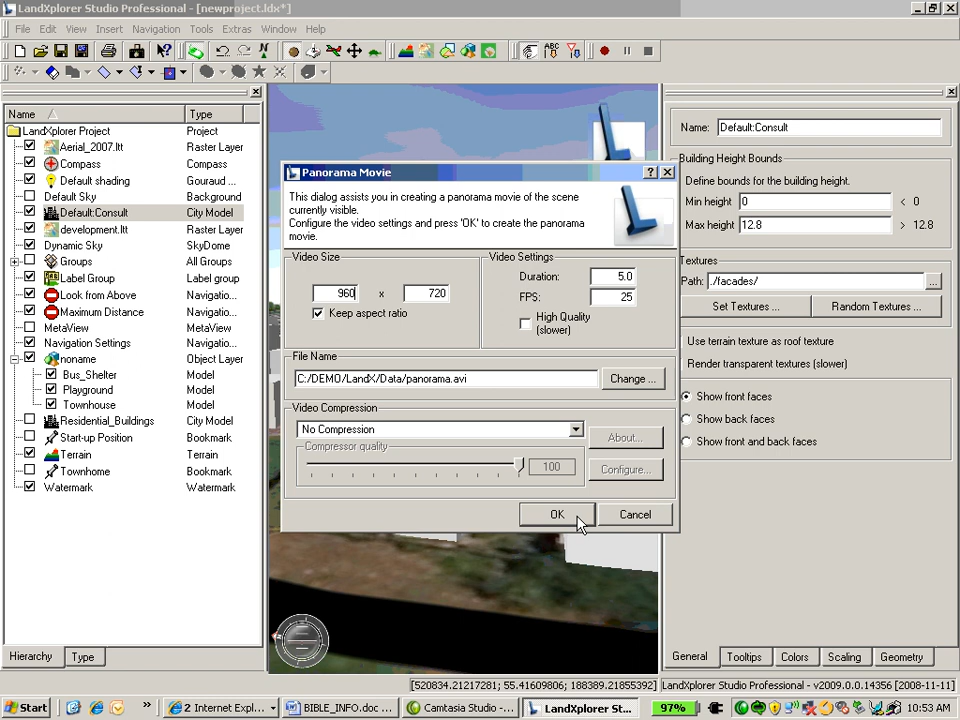 LandXplorer Studio Professional - [newproject.ldx*]
File Edit View Insert Navigation Tools Extras Window Help
ABC
Name Type
LandXplorer Project Project
Aerial_2007.ltt Raster Layer
Compass Compass
Default shading Gouraud ...
Default Sky Background
Default:Consult City Model
development.ltt Raster Layer
Dynamic Sky SkyDome
Groups All Groups
Label Group Label group
Look from Above Navigatio...
Maximum Distance Navigatio...
MetaView MetaView
Navigation Settings Navigatio...
noname Object Layer
Bus_Shelter Model
Playground Model
Townhouse Model
Residential_Buildings City Model
Start-up Position Bookmark
Terrain Terrain
Townhome Bookmark
Watermark Watermark
Hierarchy Type
Panorama Movie
This dialog assists you in creating a panorama movie of the scene
currently visible.
Configure the video settings and press 'OK' to create the panorama
movie.
Video Size
960 x 720
Keep aspect ratio
Video Settings
Duration: 5.0
FPS: 25
High Quality
(slower)
File Name
C:/DEMO/LandX/Data/panorama.avi Change ...
Video Compression
No Compression About...
Compressor quality
100 Configure...
OK Cancel
Name: Default:Consult
Building Height Bounds
Define bounds for the building height.
Min height 0 < 0
Max height 12.8 > 12.8
Textures
Path: ./facades/ ...
Set Textures ... Random Textures ...
Use terrain texture as roof texture
Render transparent textures (slower)
Show front faces
Show back faces
Show front and back faces
General Tooltips Colors Scaling Geometry
[520834.21217281; 55.41609806; 188389.21855392] LandXplorer Studio Professional - v2009.0.0.14356 [2008-11-11]
Start » 2 Internet Expl... BIBLE_INFO.doc ... Camtasia Studio -... LandXplorer St... 97% 10:53 AM